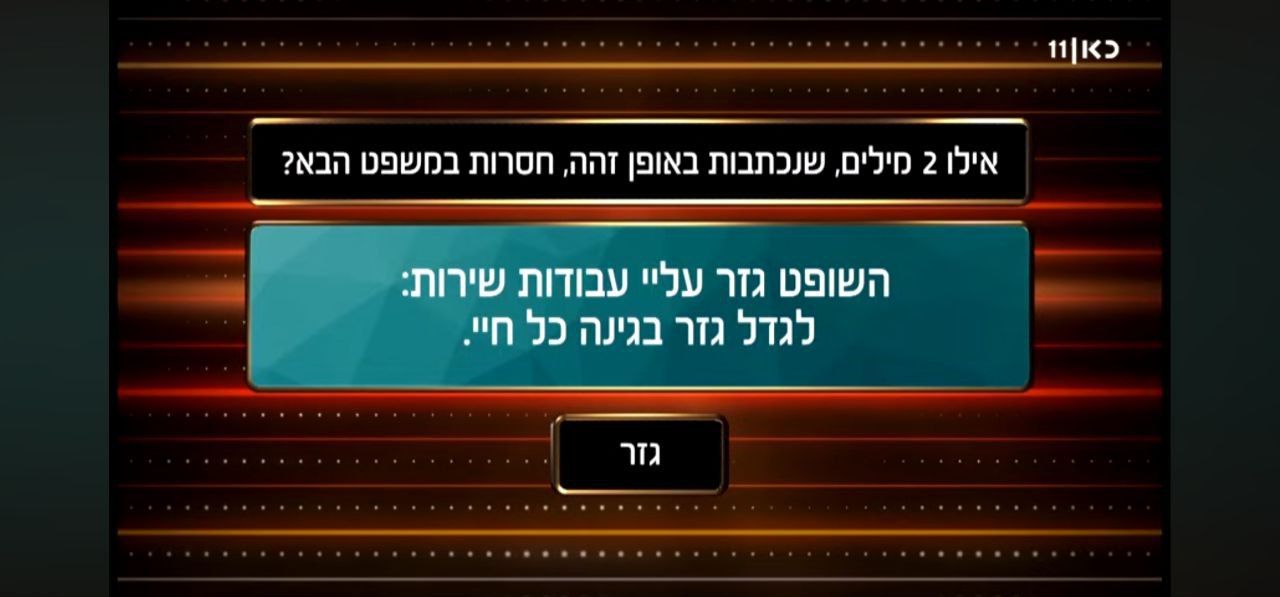 כאן|11
אילו 2 מילים, שנכתבות באופן זהה, חסרות במשפט הבא?
השופט גזר עליי עבודות שירות:
לגדל גזר בגינה כל חיי.
גזר